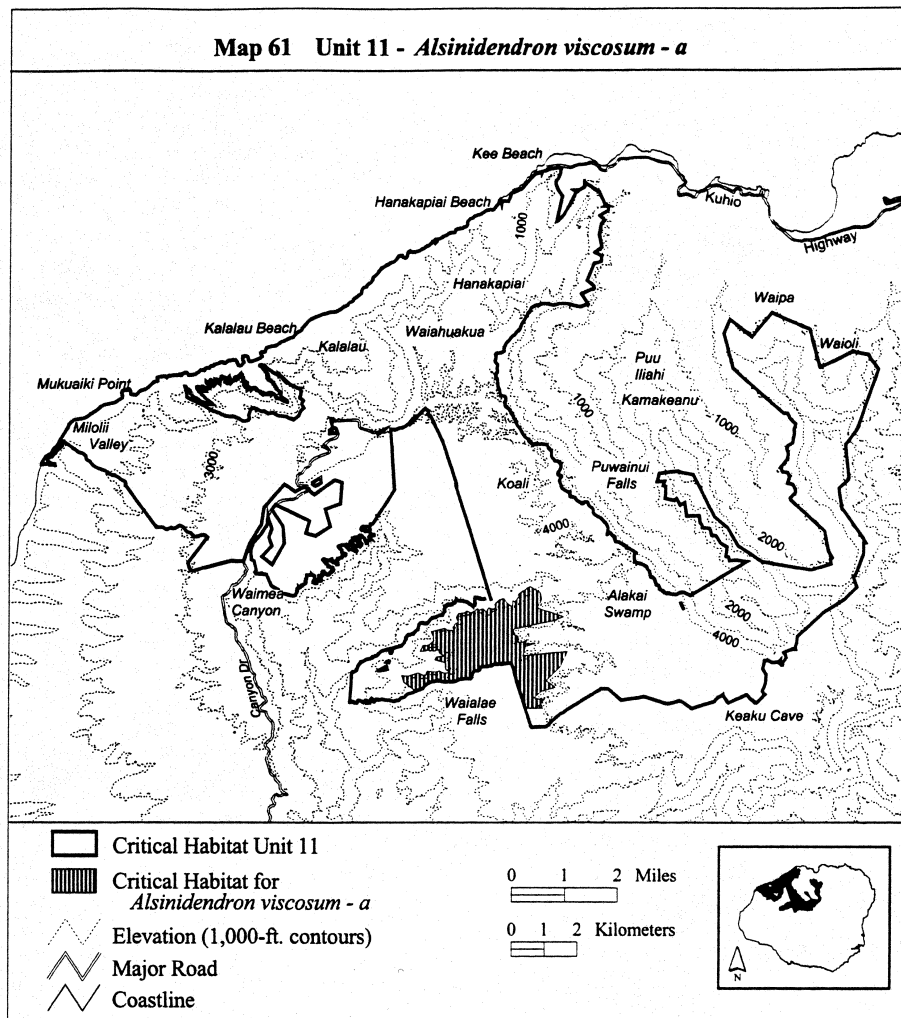 Map 61 Unit 11 - Alsinidendron viscosum - a
Kee Beach
Hanakapiai Beach
Kuhio
Highway
1000
Hanakapiai
Waipa
Kalalau Beach
Kalalau
Waiahuakua
Waioli
Puu
Iliahi
Mukuaiki Point
Kamakeanu
1000
1000
Milolii
Valley
3000
Puwainui
Falls
Koali
4000
2000
Waimea
Canyon
Alakai
Swamp
2000
4000
Canyon Dr
Waialae
Falls
Keaku Cave
Critical Habitat Unit 11
Critical Habitat for
Alsinidendron viscosum - a
Elevation (1,000-ft. contours)
Major Road
Coastline
0 1 2 Miles
0 1 2 Kilometers
N